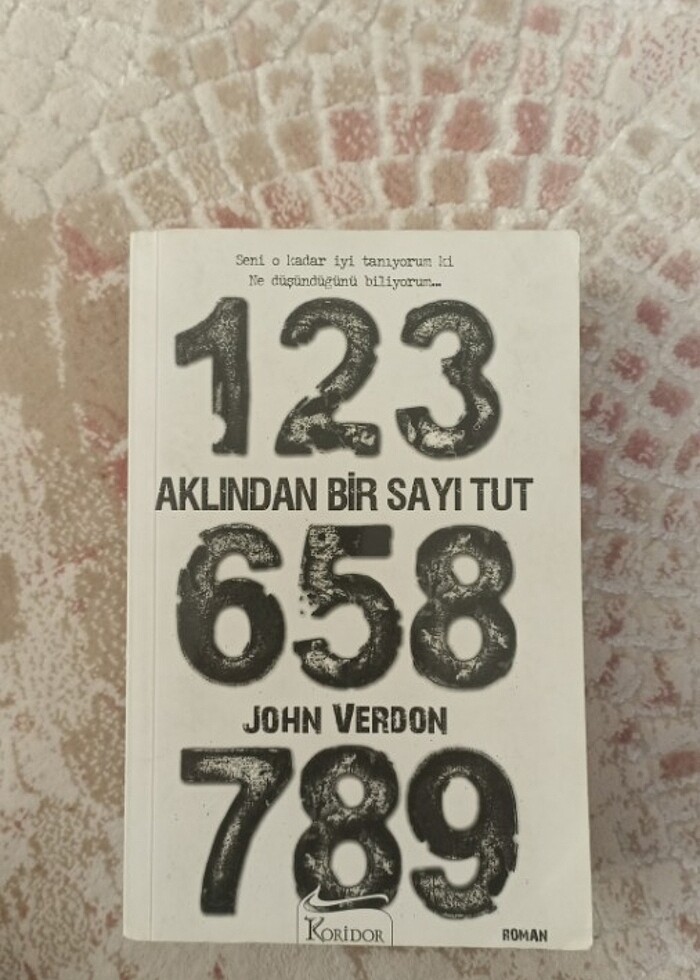 Seni o kadar iyi tanıyorum ki
Ne düşündüğünü biliyorum...
123
AKLINDAN BİR SAYI TUT
658
JOHN VERDON
789
KORİDOR
ROMAN